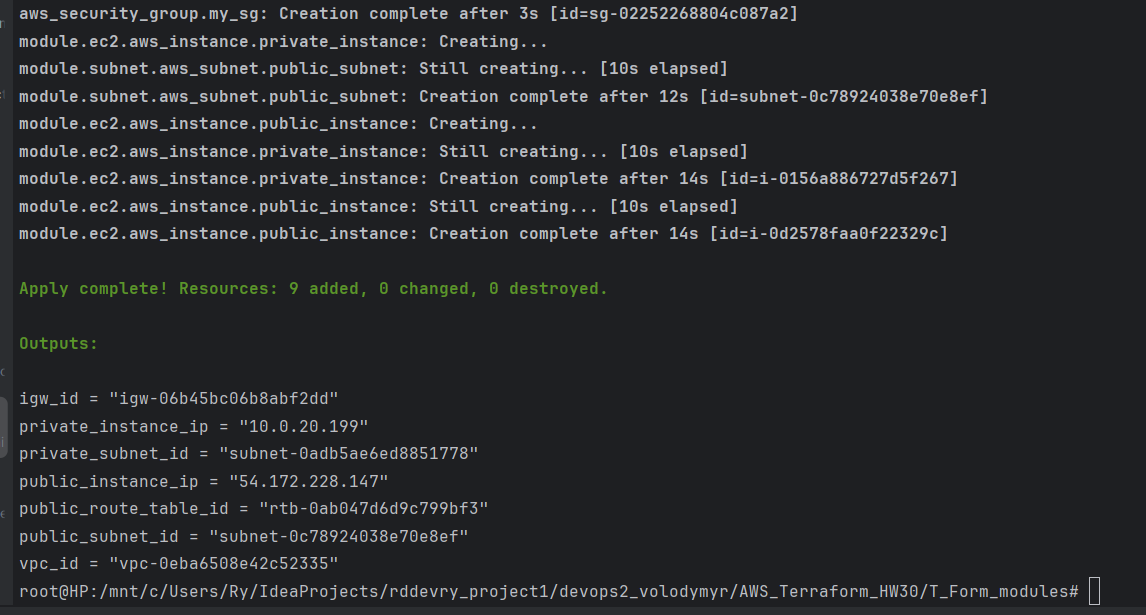 aws_security_group.my_sg: Creation complete after 3s [id=sg-02252268804c087a2]
module.ec2.aws_instance.private_instance: Creating...
module.subnet.aws_subnet.public_subnet: Still creating... [10s elapsed]
module.subnet.aws_subnet.public_subnet: Creation complete after 12s [id=subnet-0c78924038e70e8ef]
module.ec2.aws_instance.public_instance: Creating...
module.ec2.aws_instance.private_instance: Still creating... [10s elapsed]
module.ec2.aws_instance.private_instance: Creation complete after 14s [id=i-0156a886727d5f267]
module.ec2.aws_instance.public_instance: Still creating... [10s elapsed]
module.ec2.aws_instance.public_instance: Creation complete after 14s [id=i-0d2578faa0f22329c]
Apply complete! Resources: 9 added, 0 changed, 0 destroyed.
Outputs:
igw_id = "igw-06b45bc06b8abf2dd"
private_instance_ip = "10.0.20.199"
private_subnet_id = "subnet-0adb5ae6ed8851778"
public_instance_ip = "54.172.228.147"
public_route_table_id = "rtb-0ab047d6d9c799bf3"
public_subnet_id = "subnet-0c78924038e70e8ef"
vpc_id = "vpc-0eba6508e42c52335"
root@HP:/mnt/c/Users/Ry/IdeaProjects/rddevry_project1/devops2_volodymyr/AWS_Terraform_HW30/T_Form_modules#